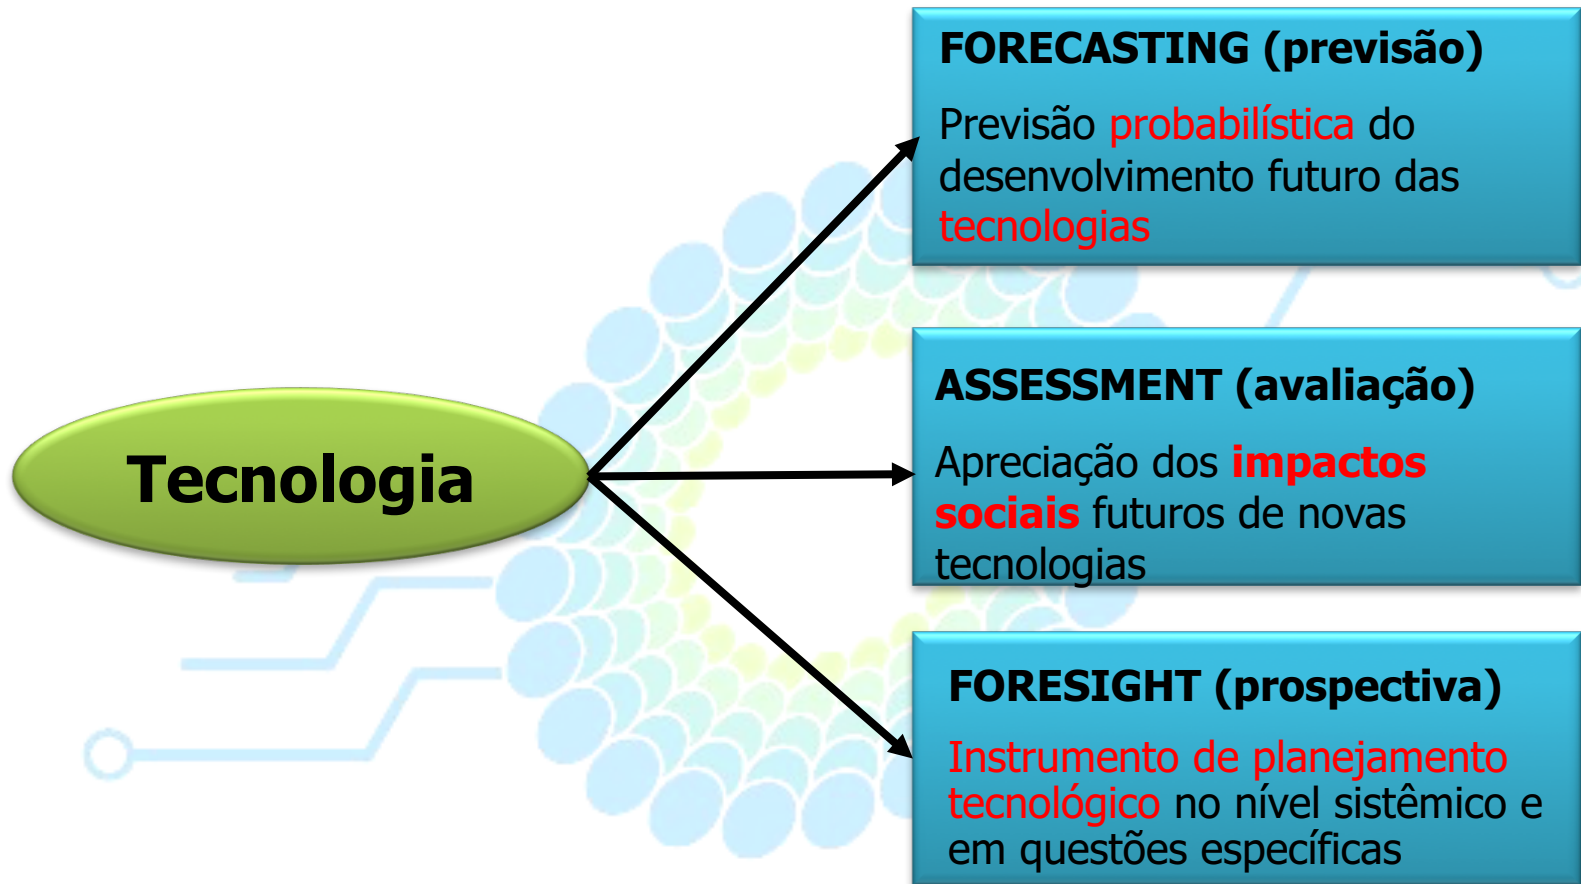 FORECASTING (previsão)
Previsão probabilística do
desenvolvimento futuro das
tecnologias
Tecnologia
ASSESSMENT (avaliação)
Apreciação dos impactos
sociais futuros de novas
tecnologias
FORESIGHT (prospectiva)
Instrumento de planejamento
tecnológico no nível sistêmico e
em questões específicas